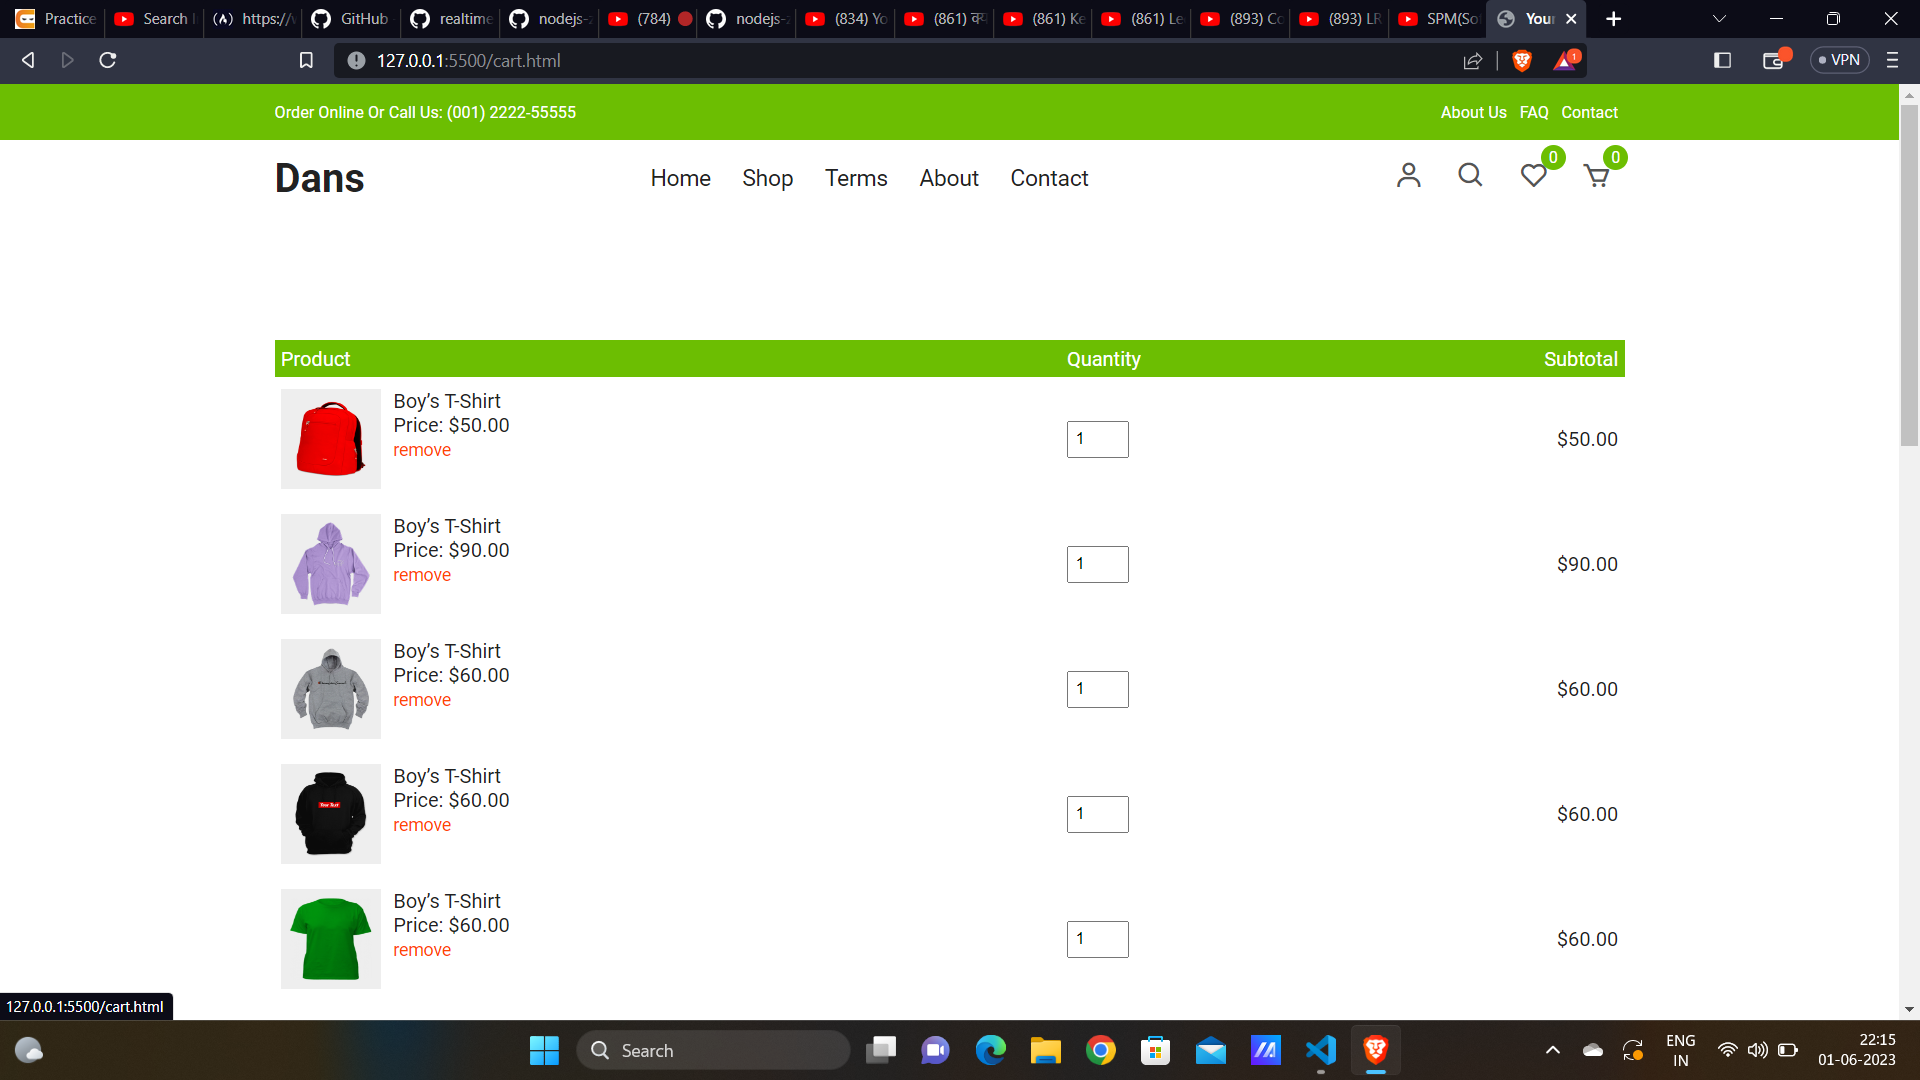 Practice
Search
https://
GitHub
realtime
nodejs-
(784)
nodejs-
(834) Yo
(861) क्य
(861) Ke
(861) Le
(893) Co
(893) LR
SPM(So
Your
127.0.0.1:5500/cart.html
1
VPN
Order Online Or Call Us: (001) 2222-55555
About Us FAQ Contact
Dans
Home Shop Terms About Contact
0
0
Product Quantity Subtotal
Boy’s T-Shirt
Price: $50.00
remove
1
$50.00
Boy’s T-Shirt
Price: $90.00
remove
1
$90.00
Boy’s T-Shirt
Price: $60.00
remove
1
$60.00
Boy’s T-Shirt
Price: $60.00
remove
1
$60.00
Boy’s T-Shirt
Price: $60.00
remove
1
$60.00
127.0.0.1:5500/cart.html
Search
ENG
IN
22:15
01-06-2023